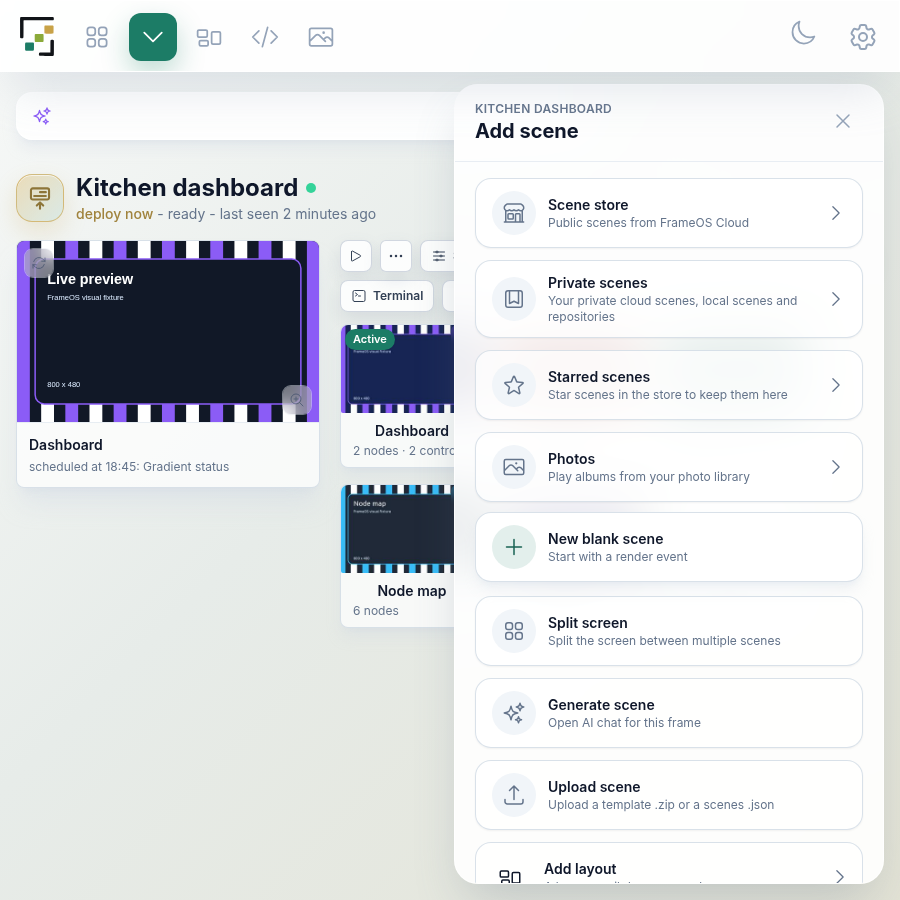 KITCHEN DASHBOARD
Add scene
Kitchen dashboard
deploy now - ready - last seen 2 minutes ago
Live preview
FrameOS visual fixture
800 x 480
Dashboard
scheduled at 18:45: Gradient status
Terminal
Active
Dashboard
2 nodes · 2 contro
Node map
FrameOS visual fixture
800 x 480
Node map
6 nodes
Scene store
Public scenes from FrameOS Cloud
Private scenes
Your private cloud scenes, local scenes and
repositories
Starred scenes
Star scenes in the store to keep them here
Photos
Play albums from your photo library
New blank scene
Start with a render event
Split screen
Split the screen between multiple scenes
Generate scene
Open AI chat for this frame
Upload scene
Upload a template .zip or a scenes .json
Add layout